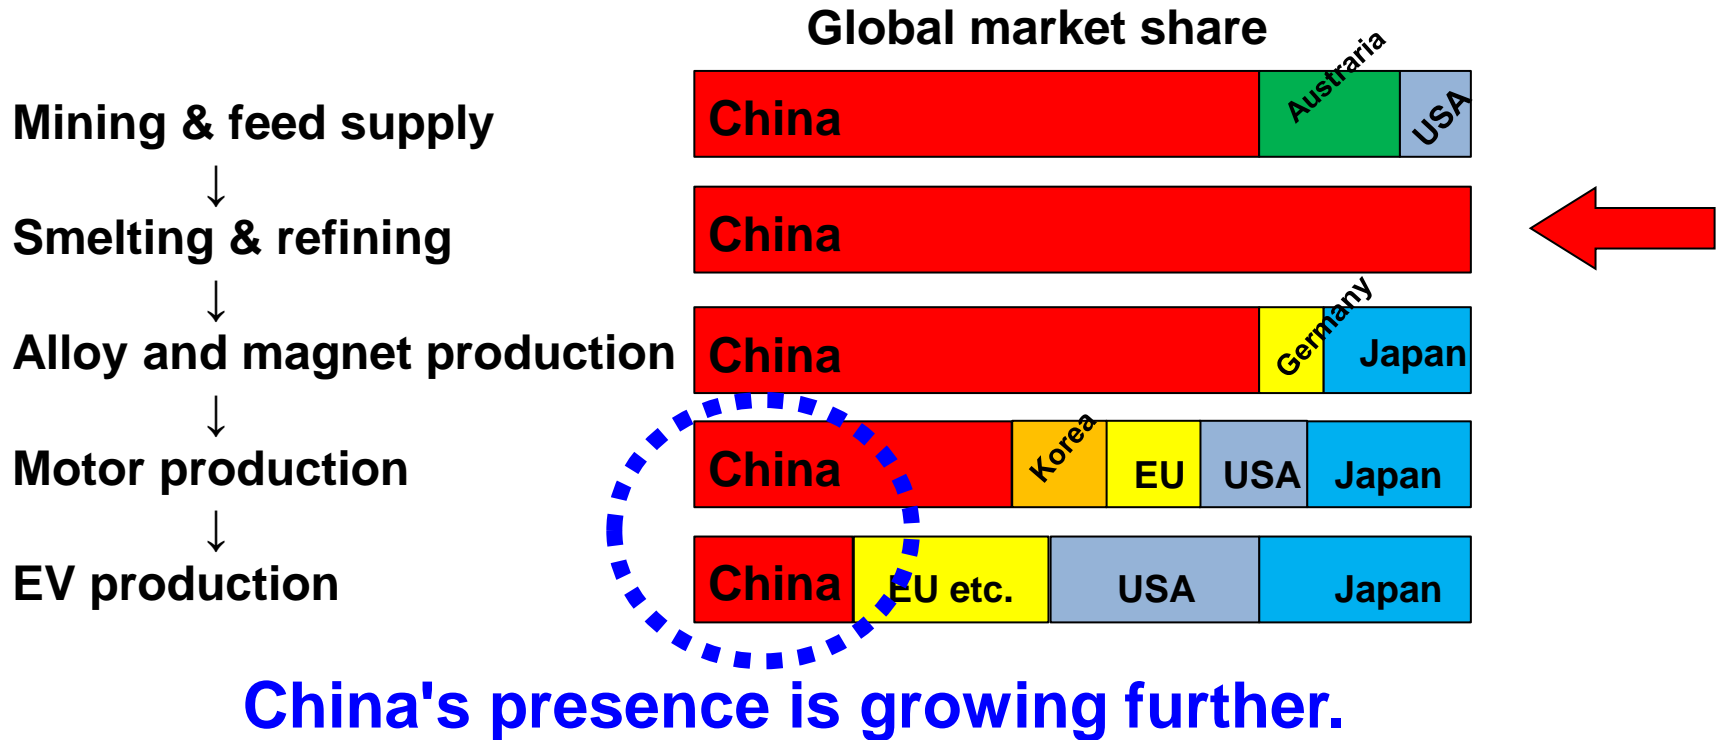 Global market share
Mining & feed supply
China
Austraria
USA
↓
Smelting & refining
China
↓
Alloy and magnet production
China
Germany
Japan
↓
Motor production
China
Korea
EU
USA
Japan
↓
EV production
China
EU etc.
USA
Japan
China's presence is growing further.